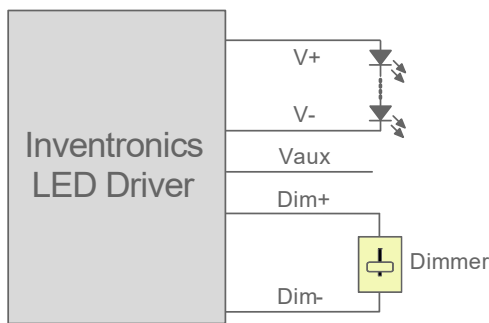 Inventronics
LED Driver
V+
V-
Vaux
Dim+
Dimmer
Dim-